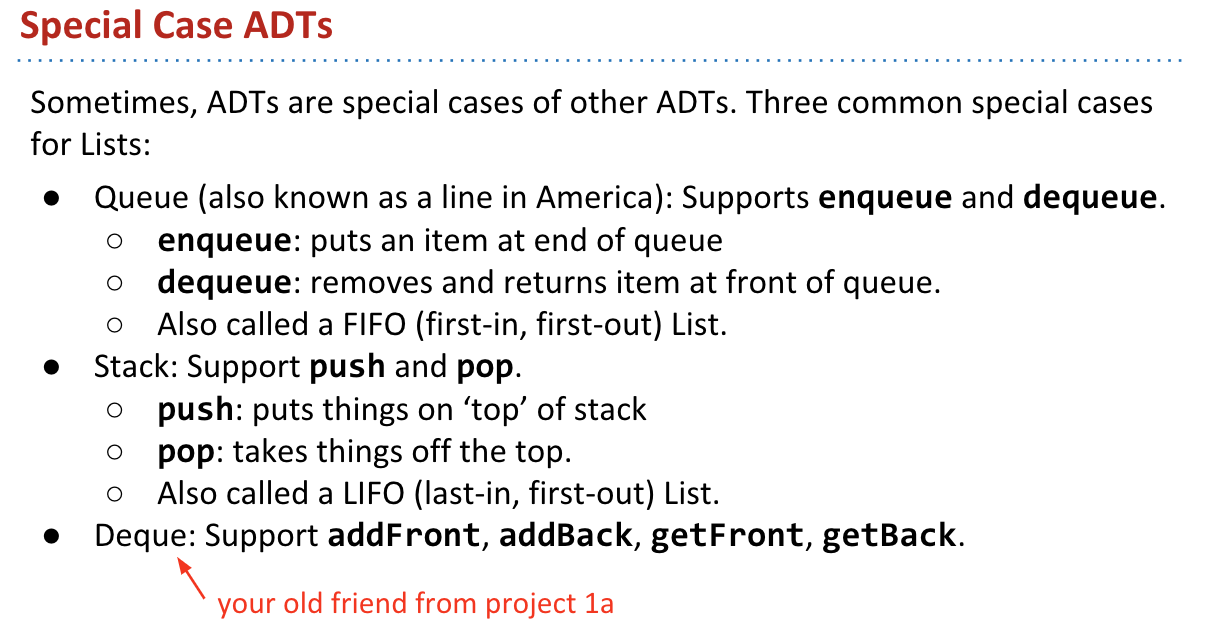 Special Case ADTs
Sometimes, ADTs are special cases of other ADTs. Three common special cases
for Lists:
● Queue (also known as a line in America): Supports enqueue and dequeue.
○ enqueue: puts an item at end of queue
○ dequeue: removes and returns item at front of queue.
○ Also called a FIFO (first-in, first-out) List.
● Stack: Support push and pop.
○ push: puts things on ‘top’ of stack
○ pop: takes things off the top.
○ Also called a LIFO (last-in, first-out) List.
● Deque: Support addFront, addBack, getFront, getBack.
your old friend from project 1a